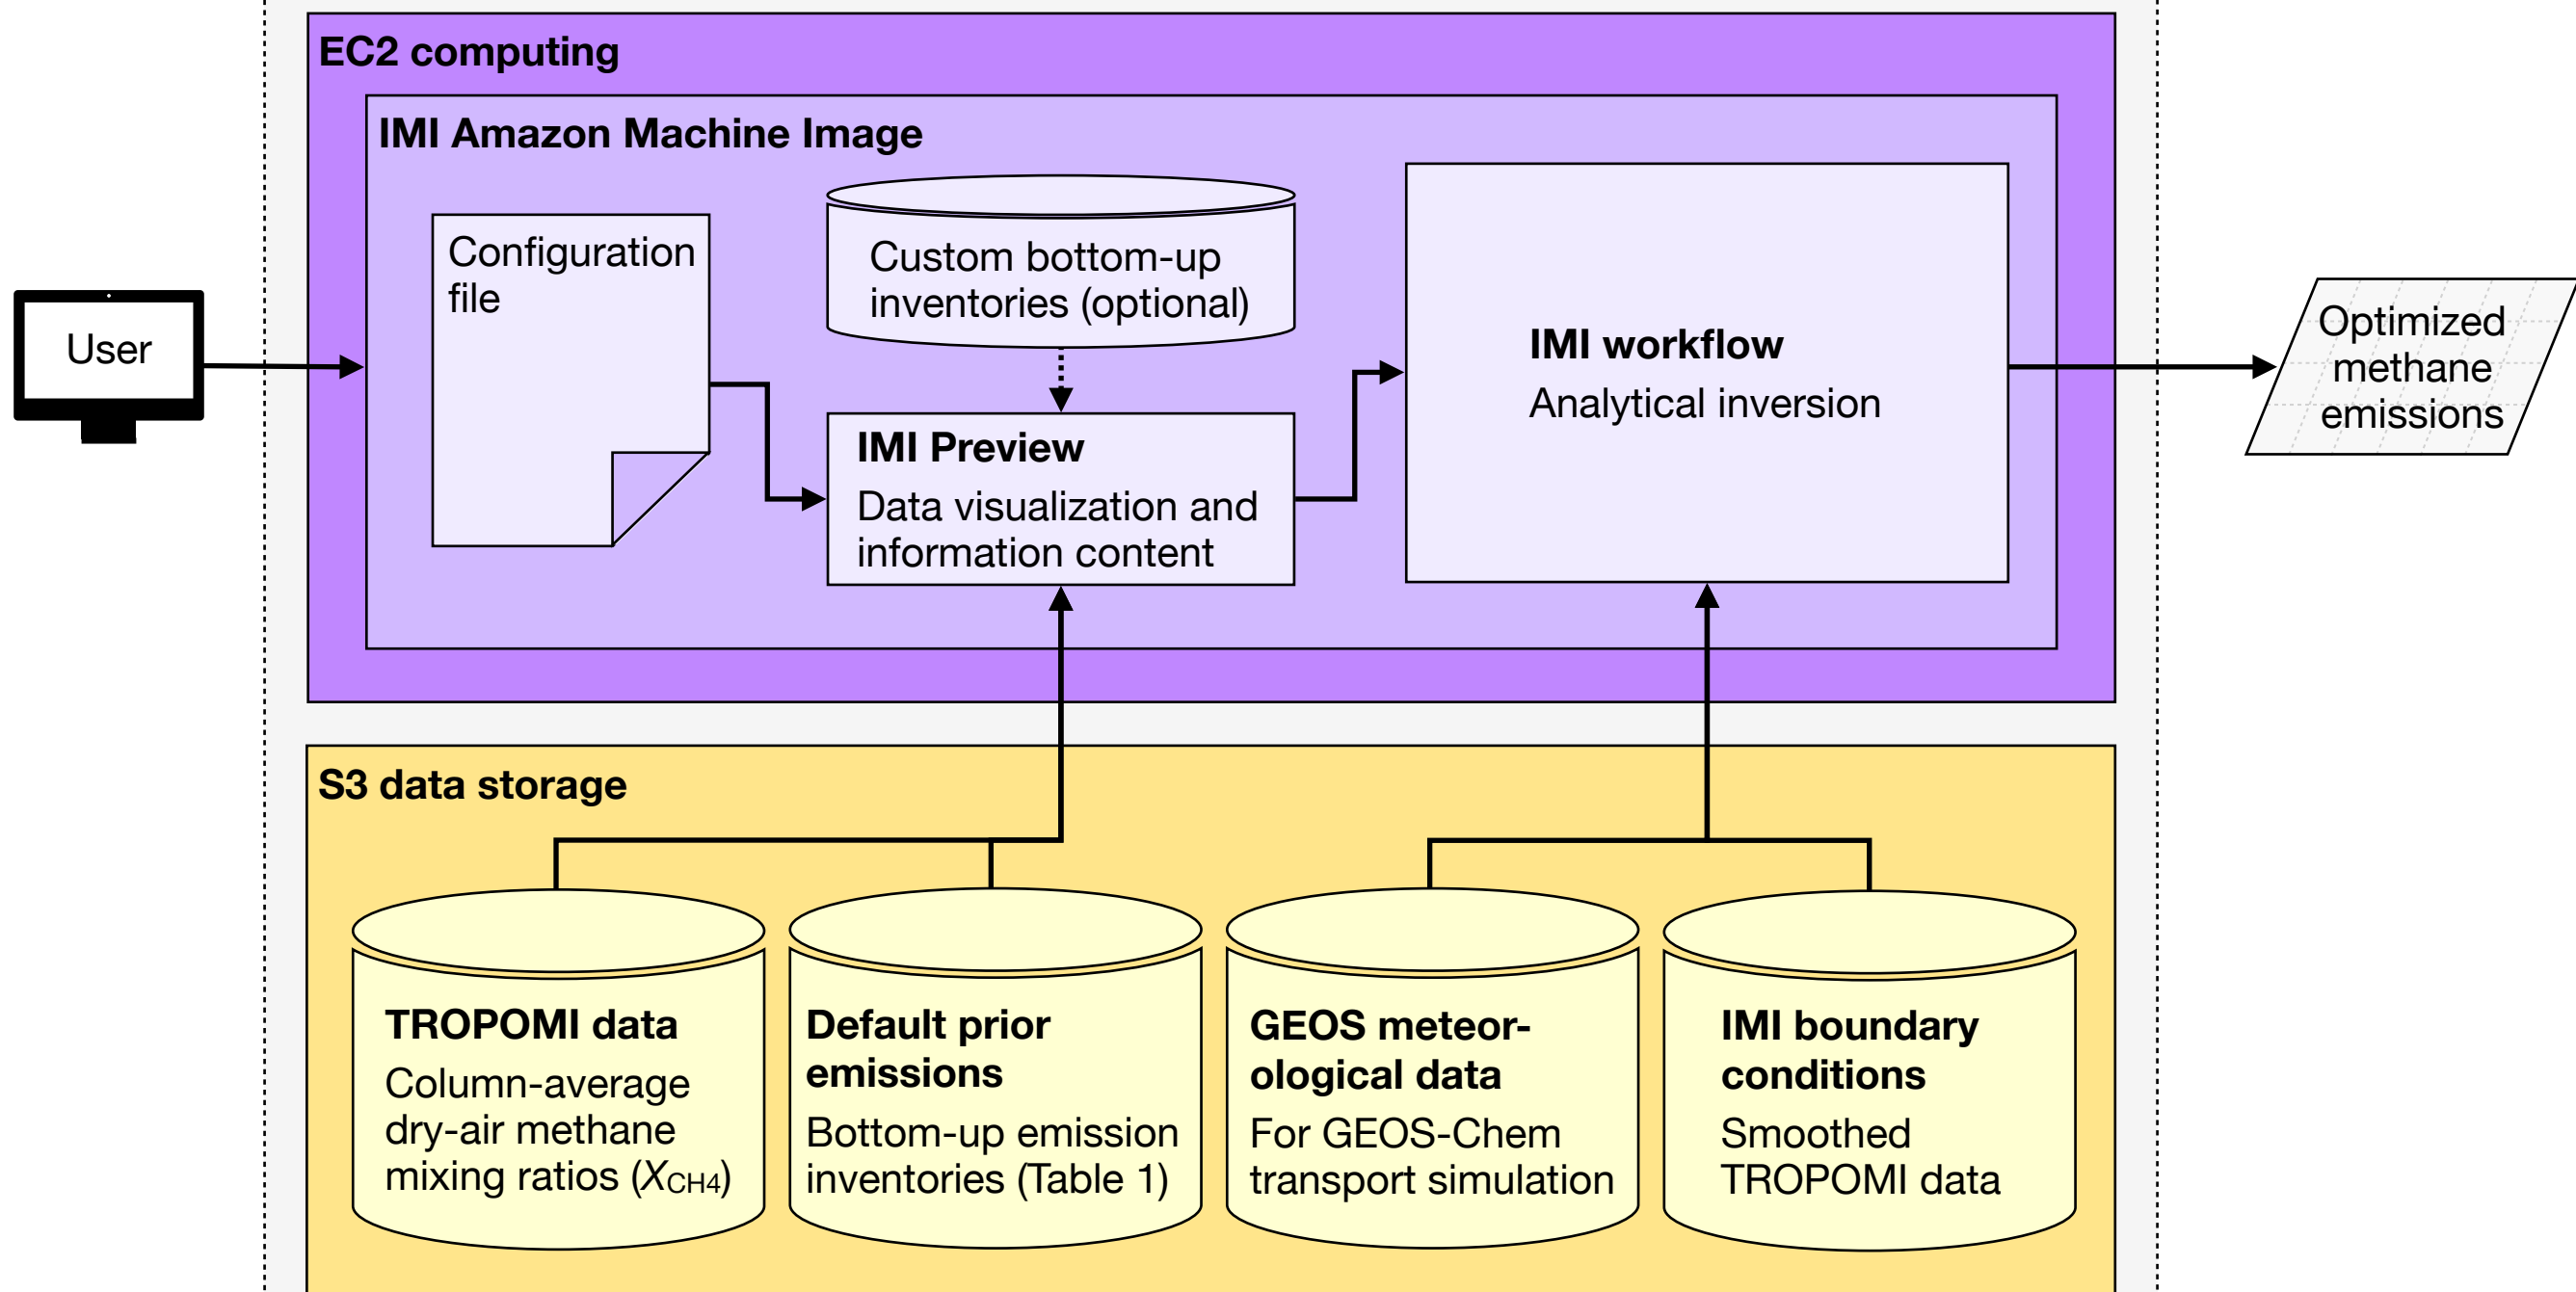 EC2 computing
IMI Amazon Machine Image
User
Configuration
file
Custom bottom-up
inventories (optional)
IMI Preview
Data visualization and
information content
IMI workflow
Analytical inversion
Optimized
methane
emissions
S3 data storage
TROPOMI data
Column-average
dry-air methane
mixing ratios (XCH4)
Default prior
emissions
Bottom-up emission
inventories (Table 1)
GEOS meteor-
ological data
For GEOS-Chem
transport simulation
IMI boundary
conditions
Smoothed
TROPOMI data